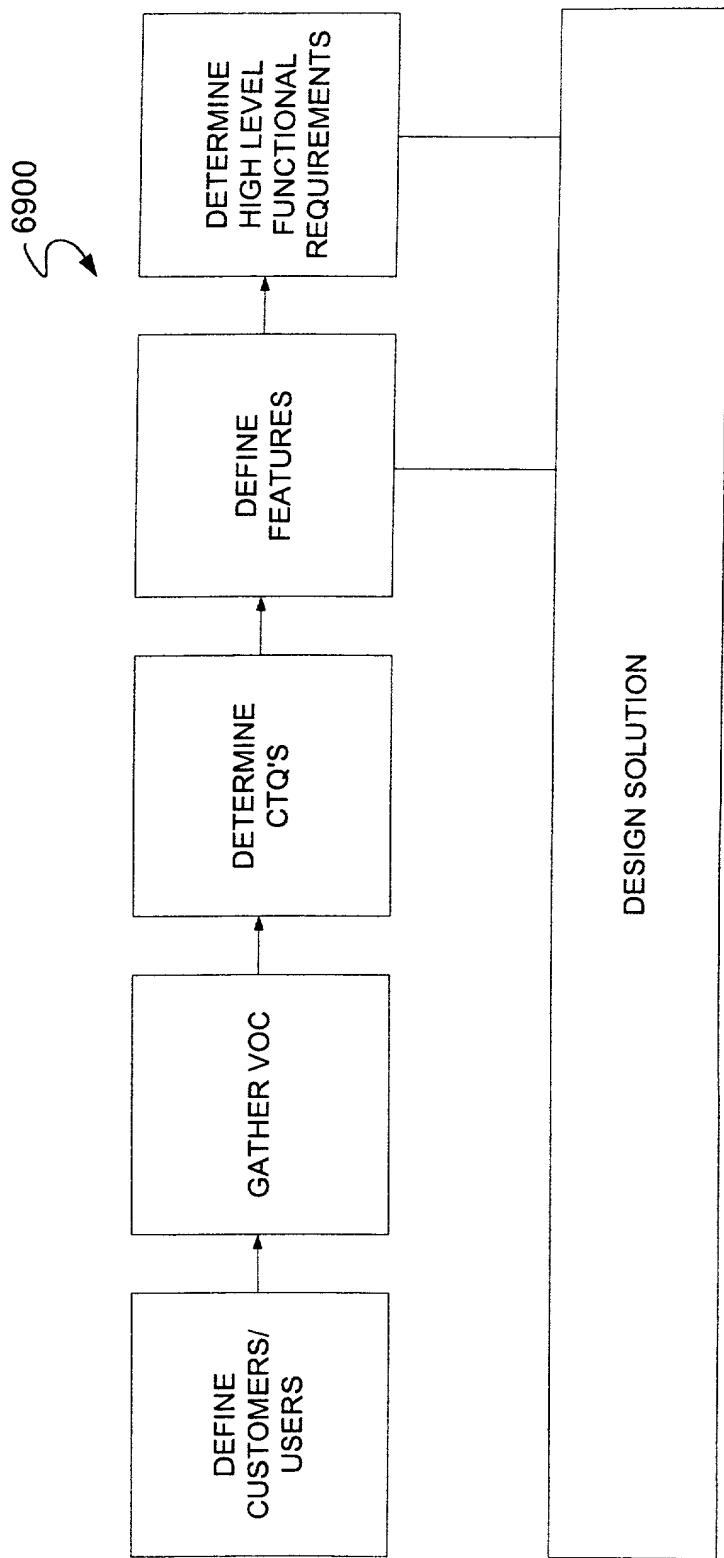 6900
DEFINE
CUSTOMERS/
USERS
GATHER VOC
DETERMINE
CTQ'S
DEFINE
FEATURES
DETERMINE
HIGH LEVEL
FUNCTIONAL
REQUIREMENTS
DESIGN SOLUTION